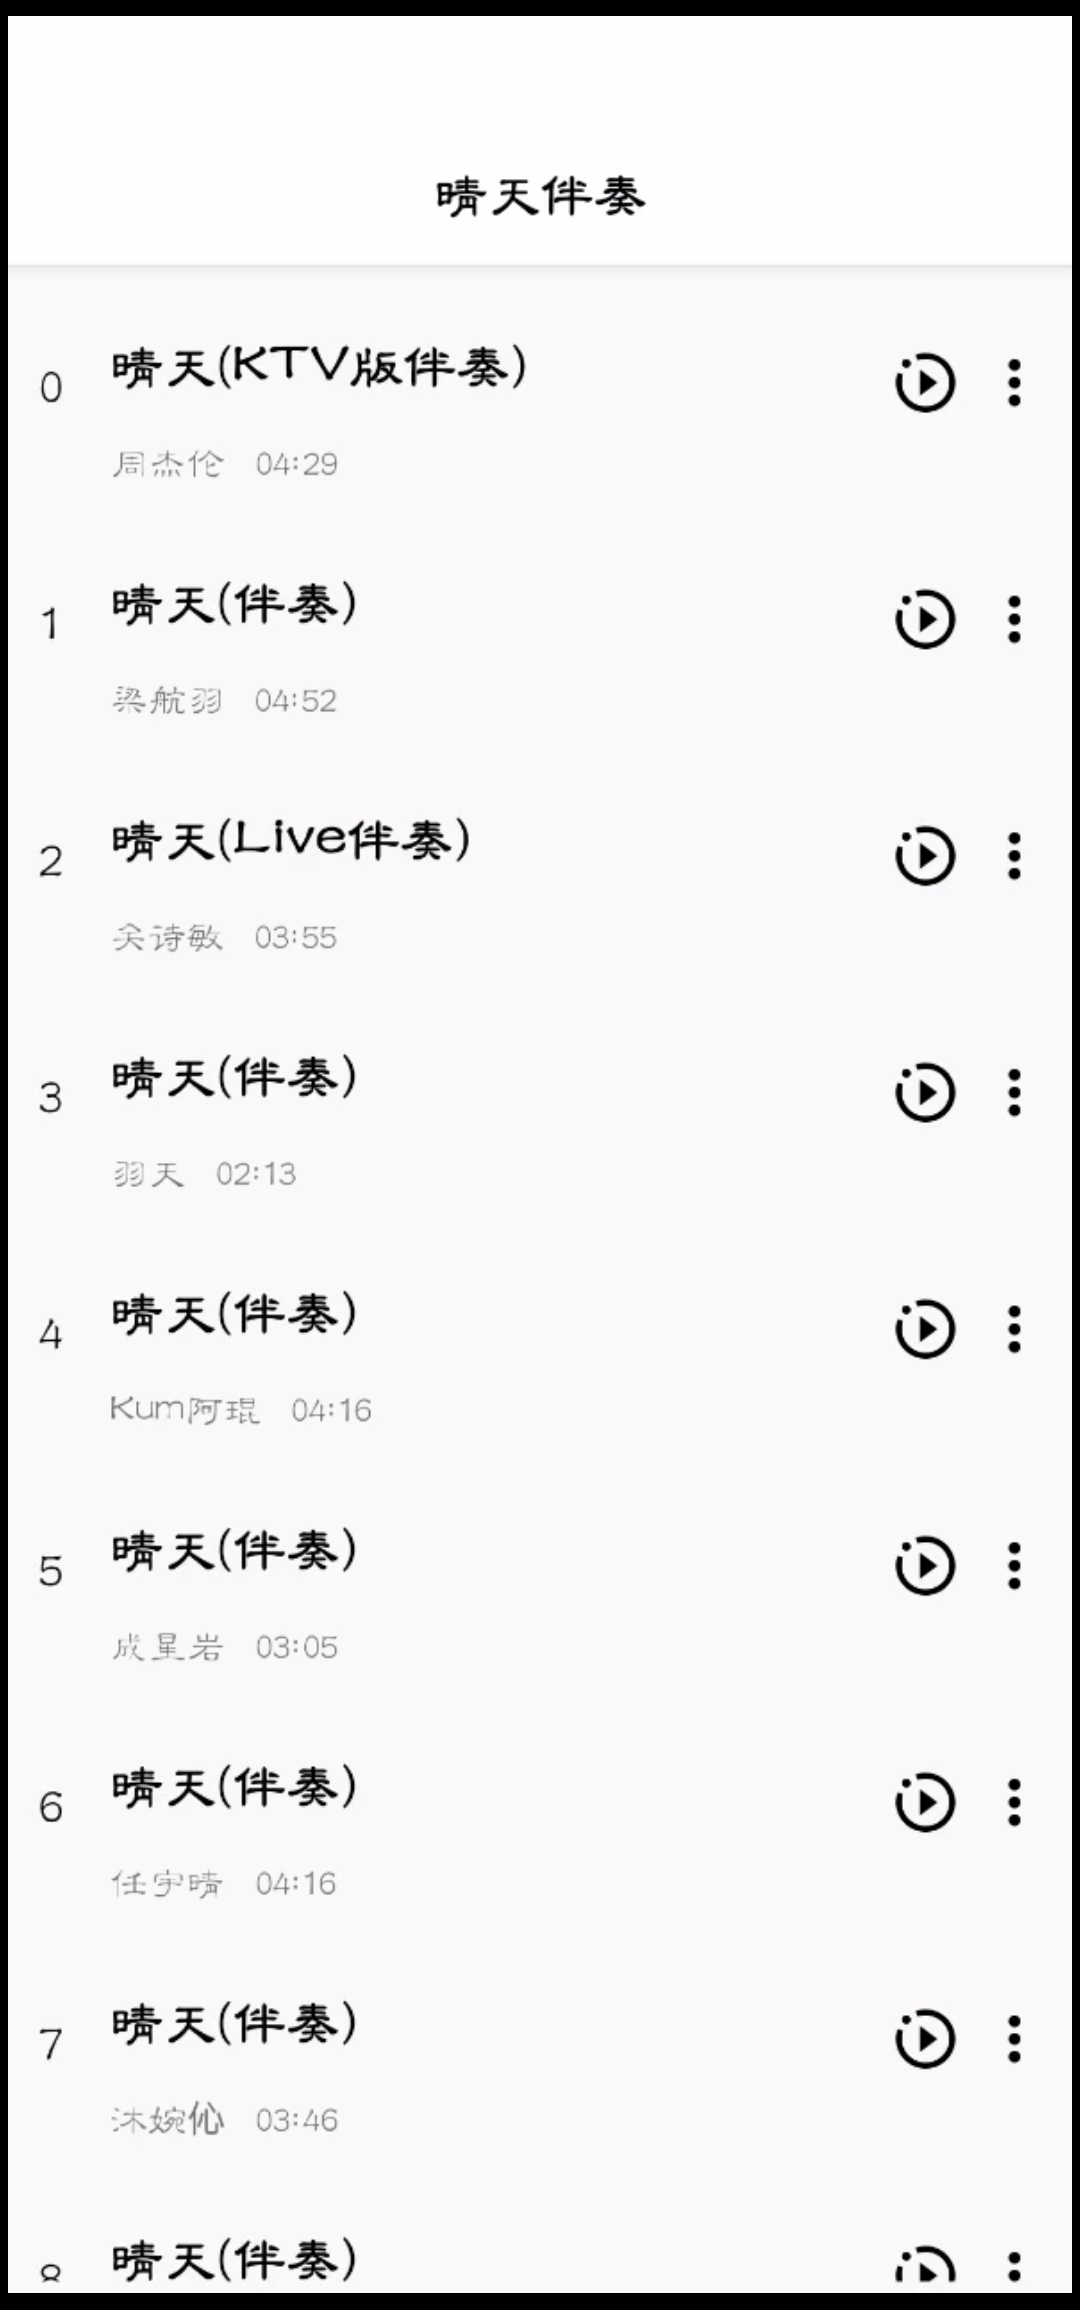 晴天伴奏
0
晴天(KTV版伴奏)
周杰伦 04:29
1
晴天(伴奏)
梁航羽 04:52
2
晴天(Live伴奏)
关诗敏 03:55
3
晴天(伴奏)
羽天 02:13
4
晴天(伴奏)
Kum阿琨 04:16
5
晴天(伴奏)
成星岩 03:05
6
晴天(伴奏)
任宇晴 04:16
7
晴天(伴奏)
沐婉伈 03:46
8
晴天(伴奏)